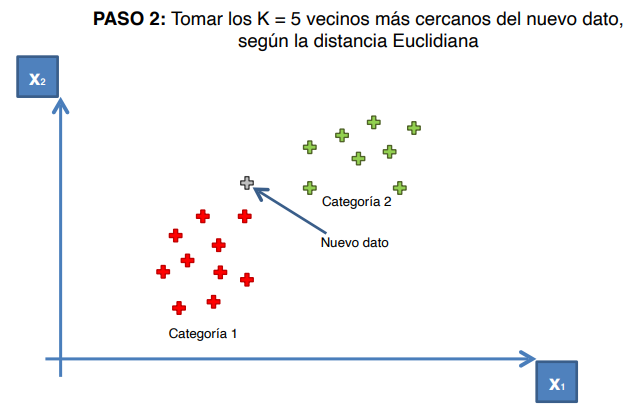 PASO 2: Tomar los K = 5 vecinos más cercanos del nuevo dato,
según la distancia Euclidiana
X2
Categoría 2
Nuevo dato
Categoría 1
X1